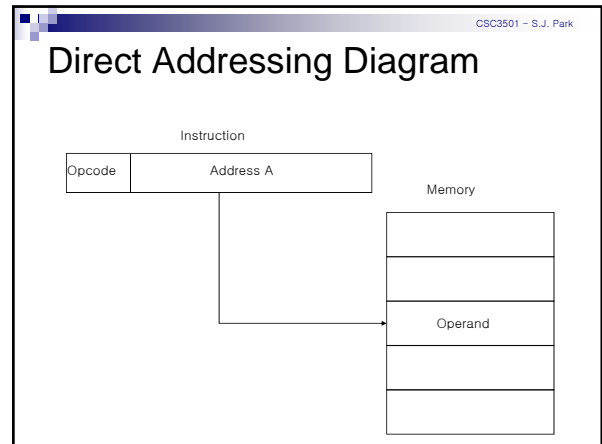 CSC3501 – S.J. Park
Direct Addressing Diagram
Instruction
Opcode Address A
Memory
Operand